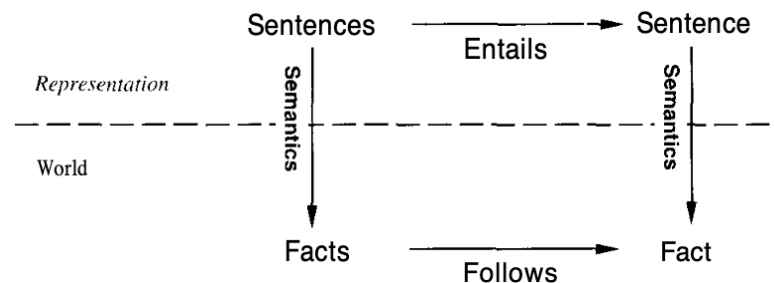 Sentences
Sentence
Entails
Representation
Semantics
Semantics
World
Facts
Fact
Follows